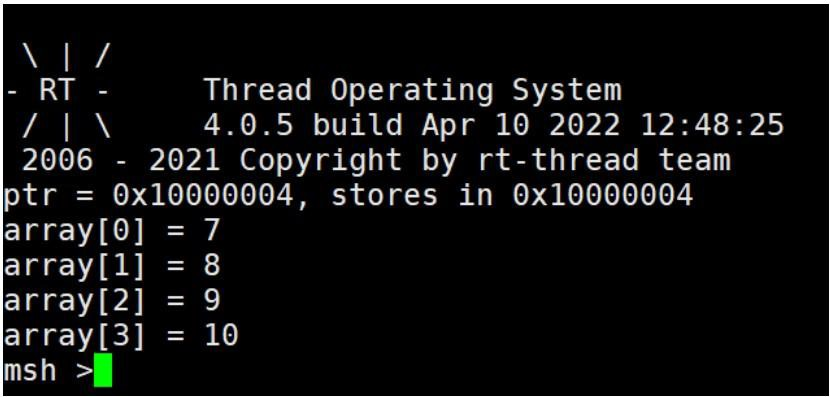 \ | /
- RT -     Thread Operating System
/ | \     4.0.5 build Apr 10 2022 12:48:25
2006 - 2021 Copyright by rt-thread team
ptr = 0x10000004, stores in 0x10000004
array[0] = 7
array[1] = 8
array[2] = 9
array[3] = 10
msh >